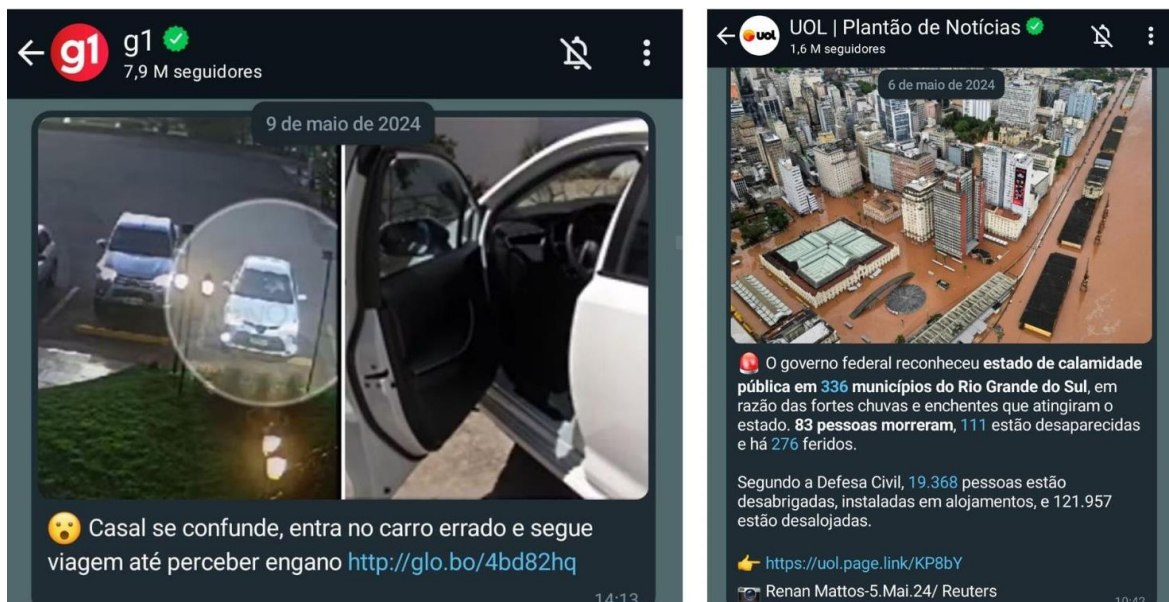 g1
g1
7,9 M seguidores
9 de maio de 2024
😮 Casal se confunde, entra no carro errado e segue
viagem até perceber engano http://glo.bo/4bd82hq
14:13
UOL
UOL | Plantão de Notícias
1,6 M seguidores
6 de maio de 2024
🚨 O governo federal reconheceu estado de calamidade
pública em 336 municípios do Rio Grande do Sul, em
razão das fortes chuvas e enchentes que atingiram o
estado. 83 pessoas morreram, 111 estão desaparecidas
e há 276 feridos.
Segundo a Defesa Civil, 19.368 pessoas estão
desabrigadas, instaladas em alojamentos, e 121.957
estão desalojadas.
👉 https://uol.page.link/KP8bY
📷 Renan Mattos-5.Mai.24/ Reuters
10:42